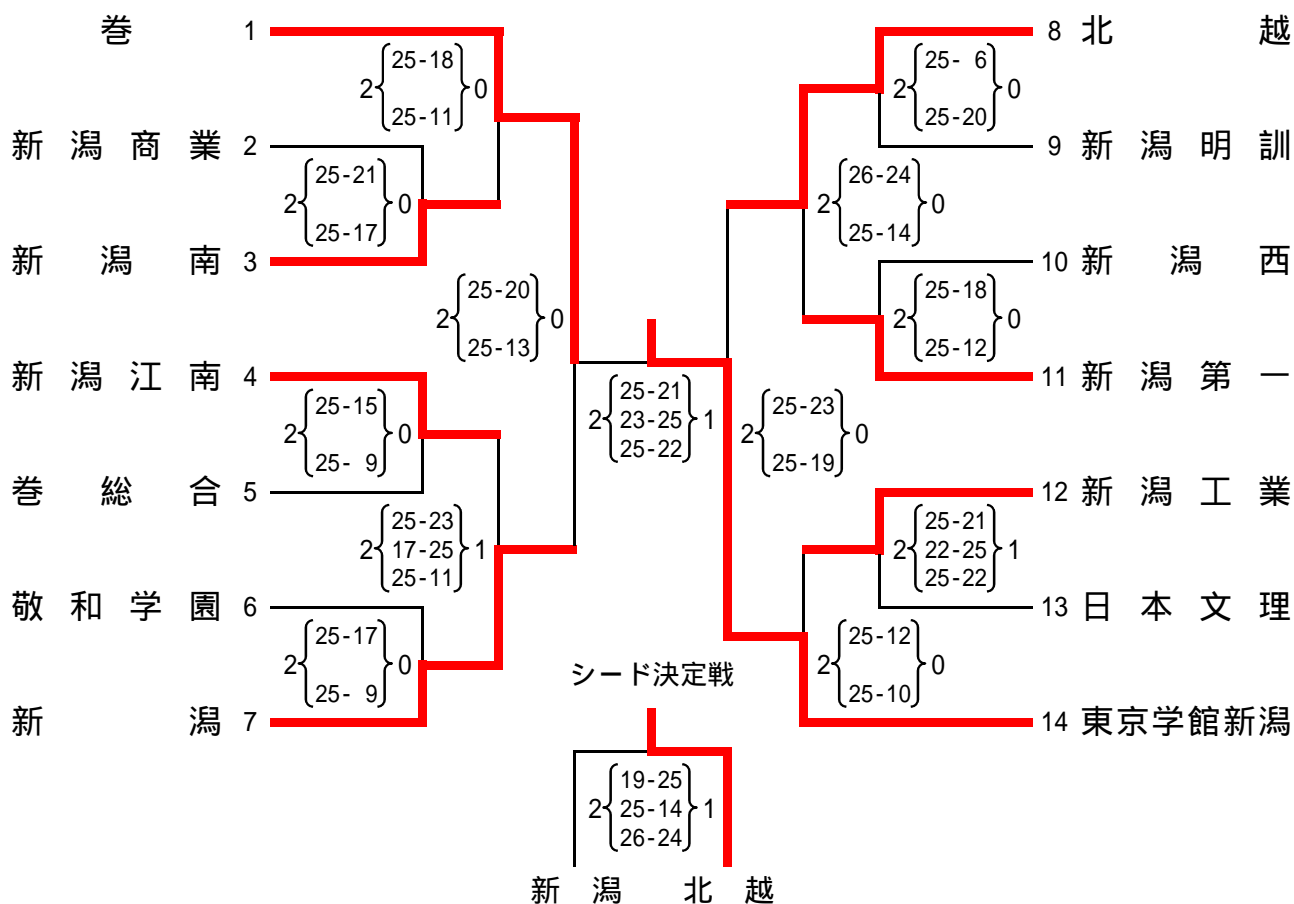 巻 1
新潟商業 2
新潟南 3
新潟江南 4
巻総合 5
敬和学園 6
新潟 7
8 北越
9 新潟明訓
10 新潟西
11 新潟第一
12 新潟工業
13 日本文理
14 東京学館新潟
25-18
2 0
25-11
25-21
2 0
25-17
25-20
2 0
25-13
25-15
2 0
25- 9
25-23
2 17-25 1
25-11
25-17
2 0
25- 9
25-21
2 23-25 1
25-22
25- 6
2 0
25-20
26-24
2 0
25-14
25-18
2 0
25-12
25-23
2 0
25-19
25-21
2 22-25 1
25-22
25-12
2 0
25-10
シード決定戦
19-25
2 25-14 1
26-24
新潟 北越